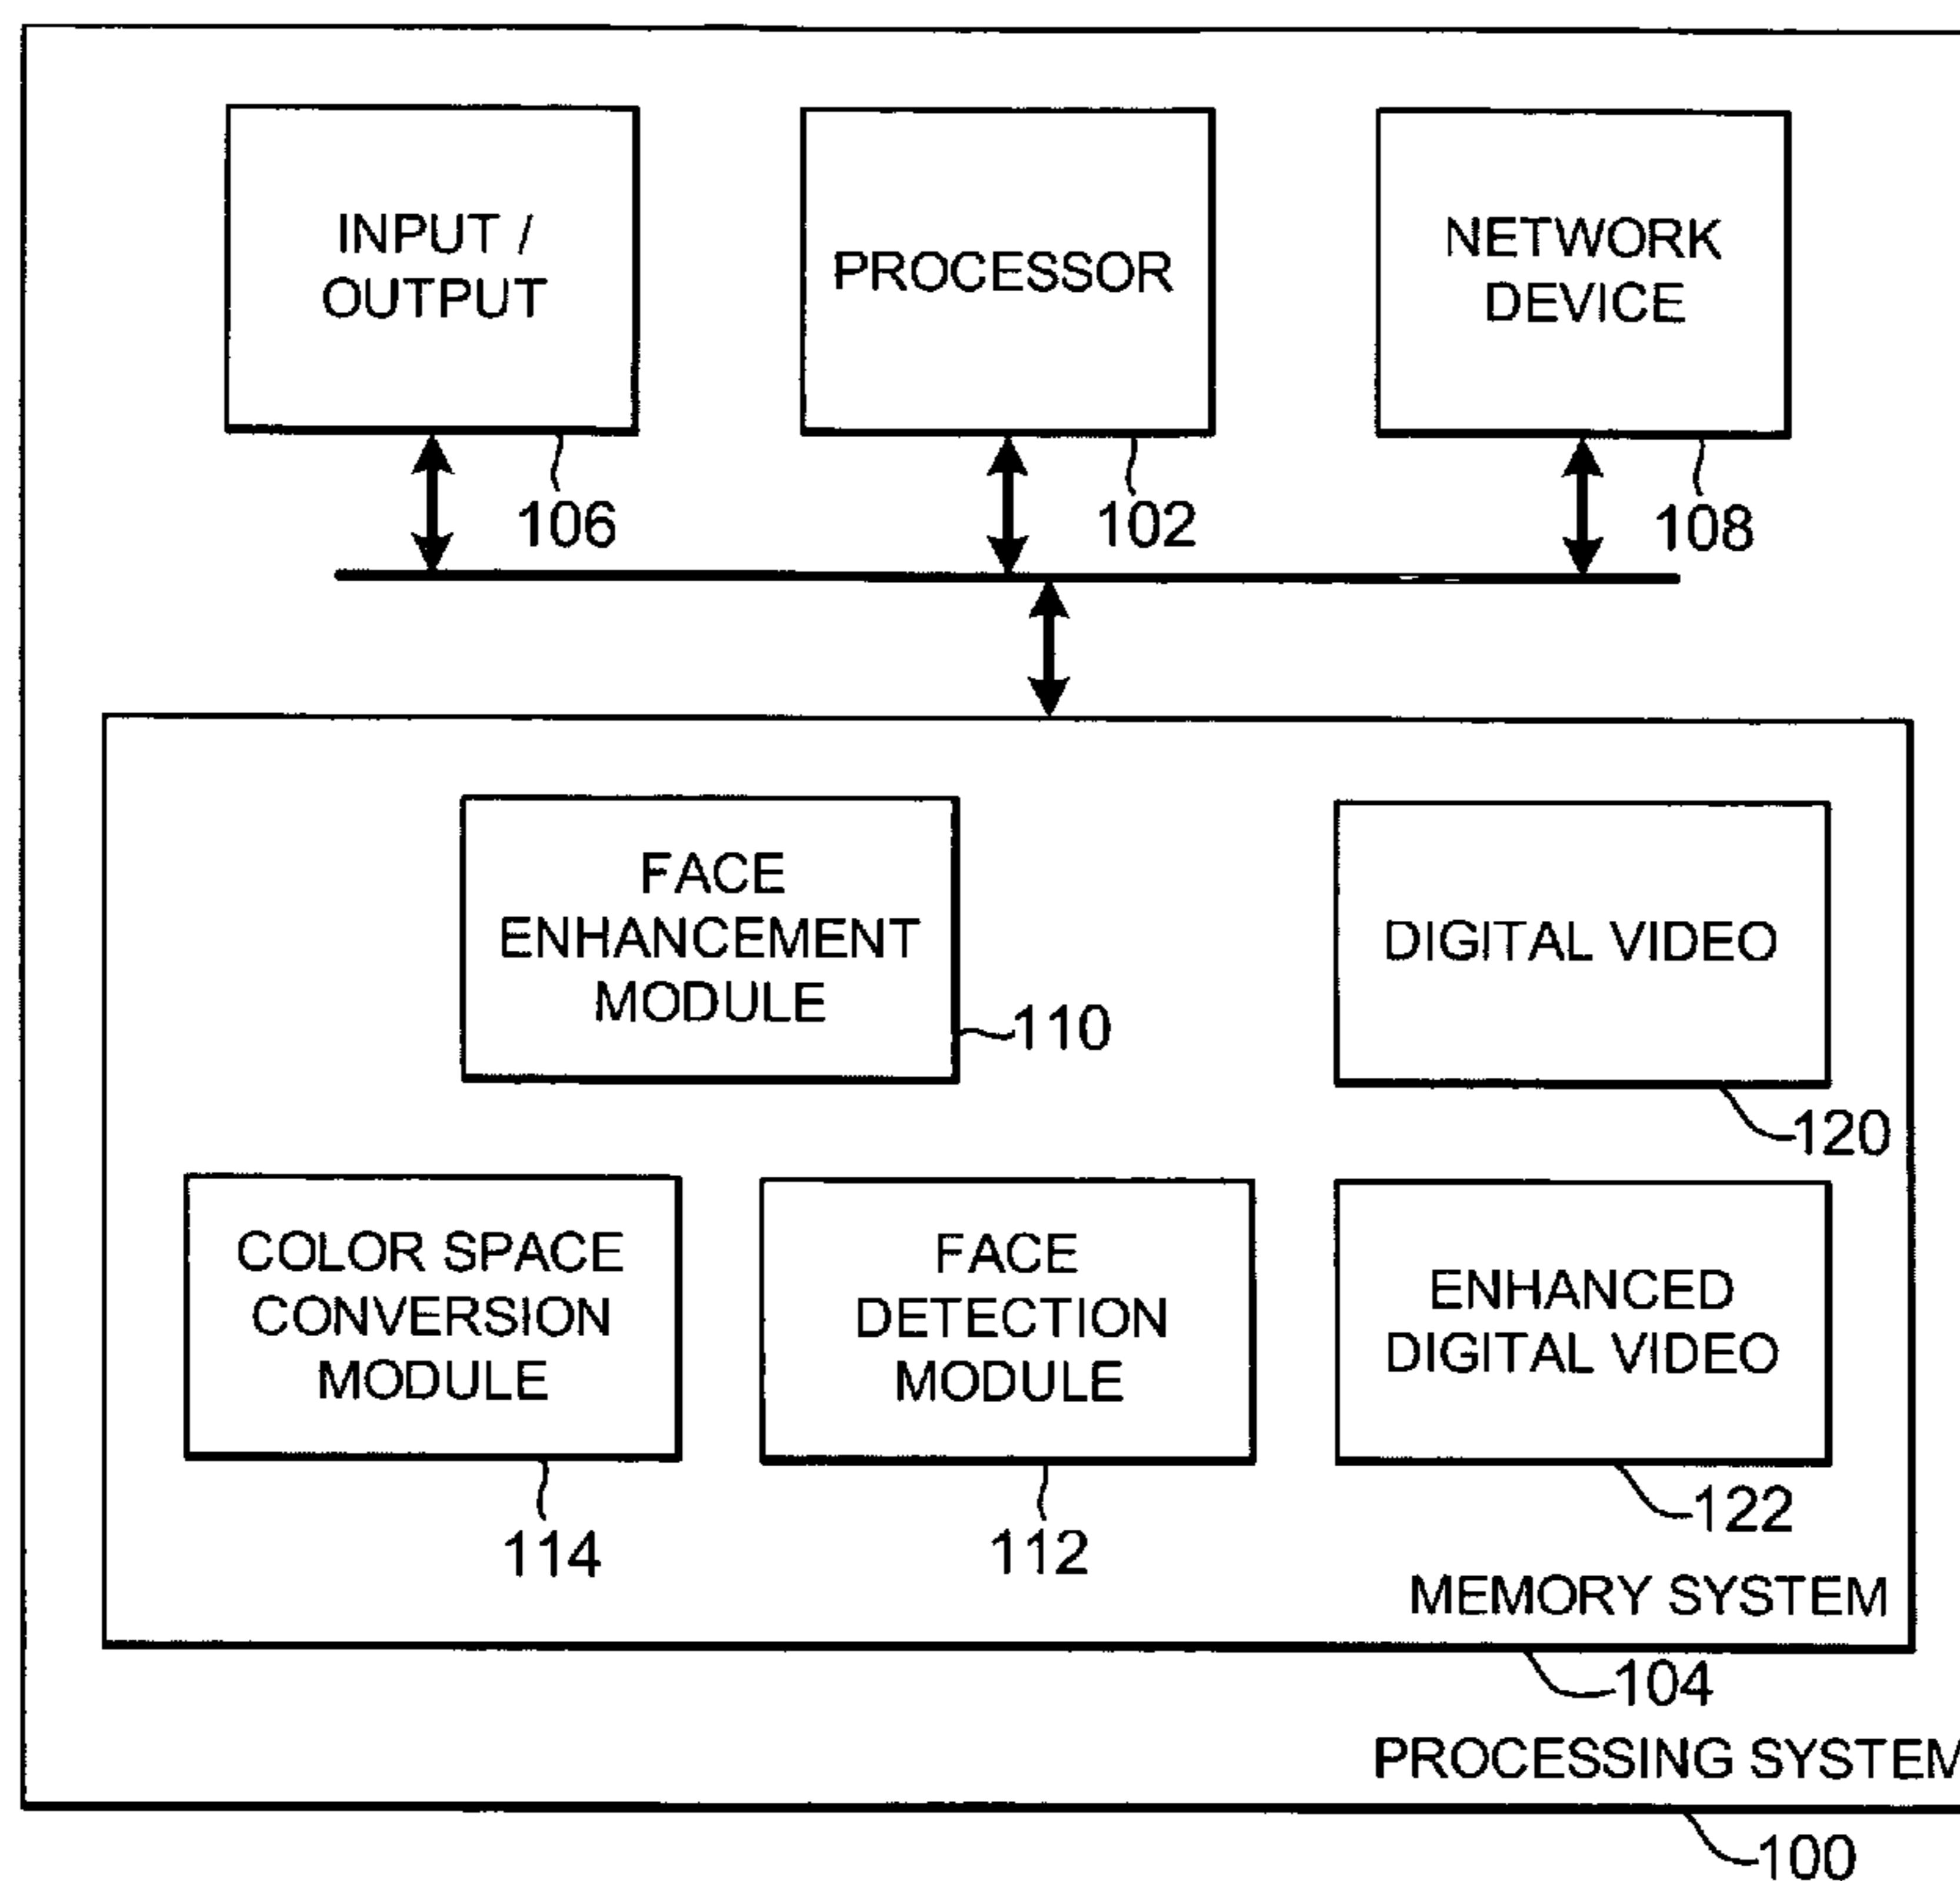 INPUT /
OUTPUT
PROCESSOR
NETWORK
DEVICE
106
102
108
FACE
ENHANCEMENT
MODULE
110
DIGITAL VIDEO
120
COLOR SPACE
CONVERSION
MODULE
114
FACE
DETECTION
MODULE
112
ENHANCED
DIGITAL VIDEO
122
MEMORY SYSTEM
104
PROCESSING SYSTEM
100